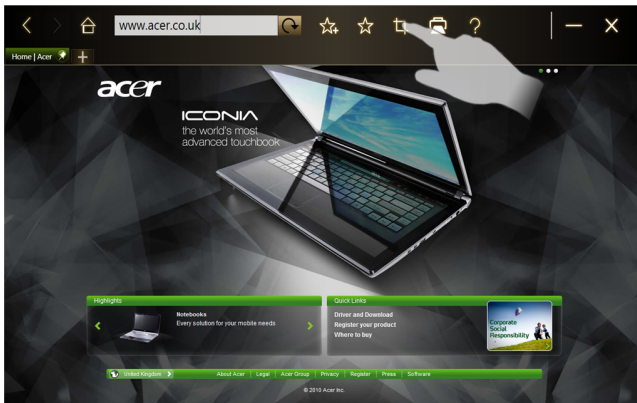 www.acer.co.uk
?
Home | Acer
acer
ICONIA
the world's most
advanced touchbook
Highlights
Notebooks
Every solution for your mobile needs
Quick Links
Driver and Download
Register your product
Where to buy
Corporate
Social
Responsibility
United Kingdom
About Acer | Legal | Acer Group | Privacy | Register | Press | Software
© 2010 Acer Inc.